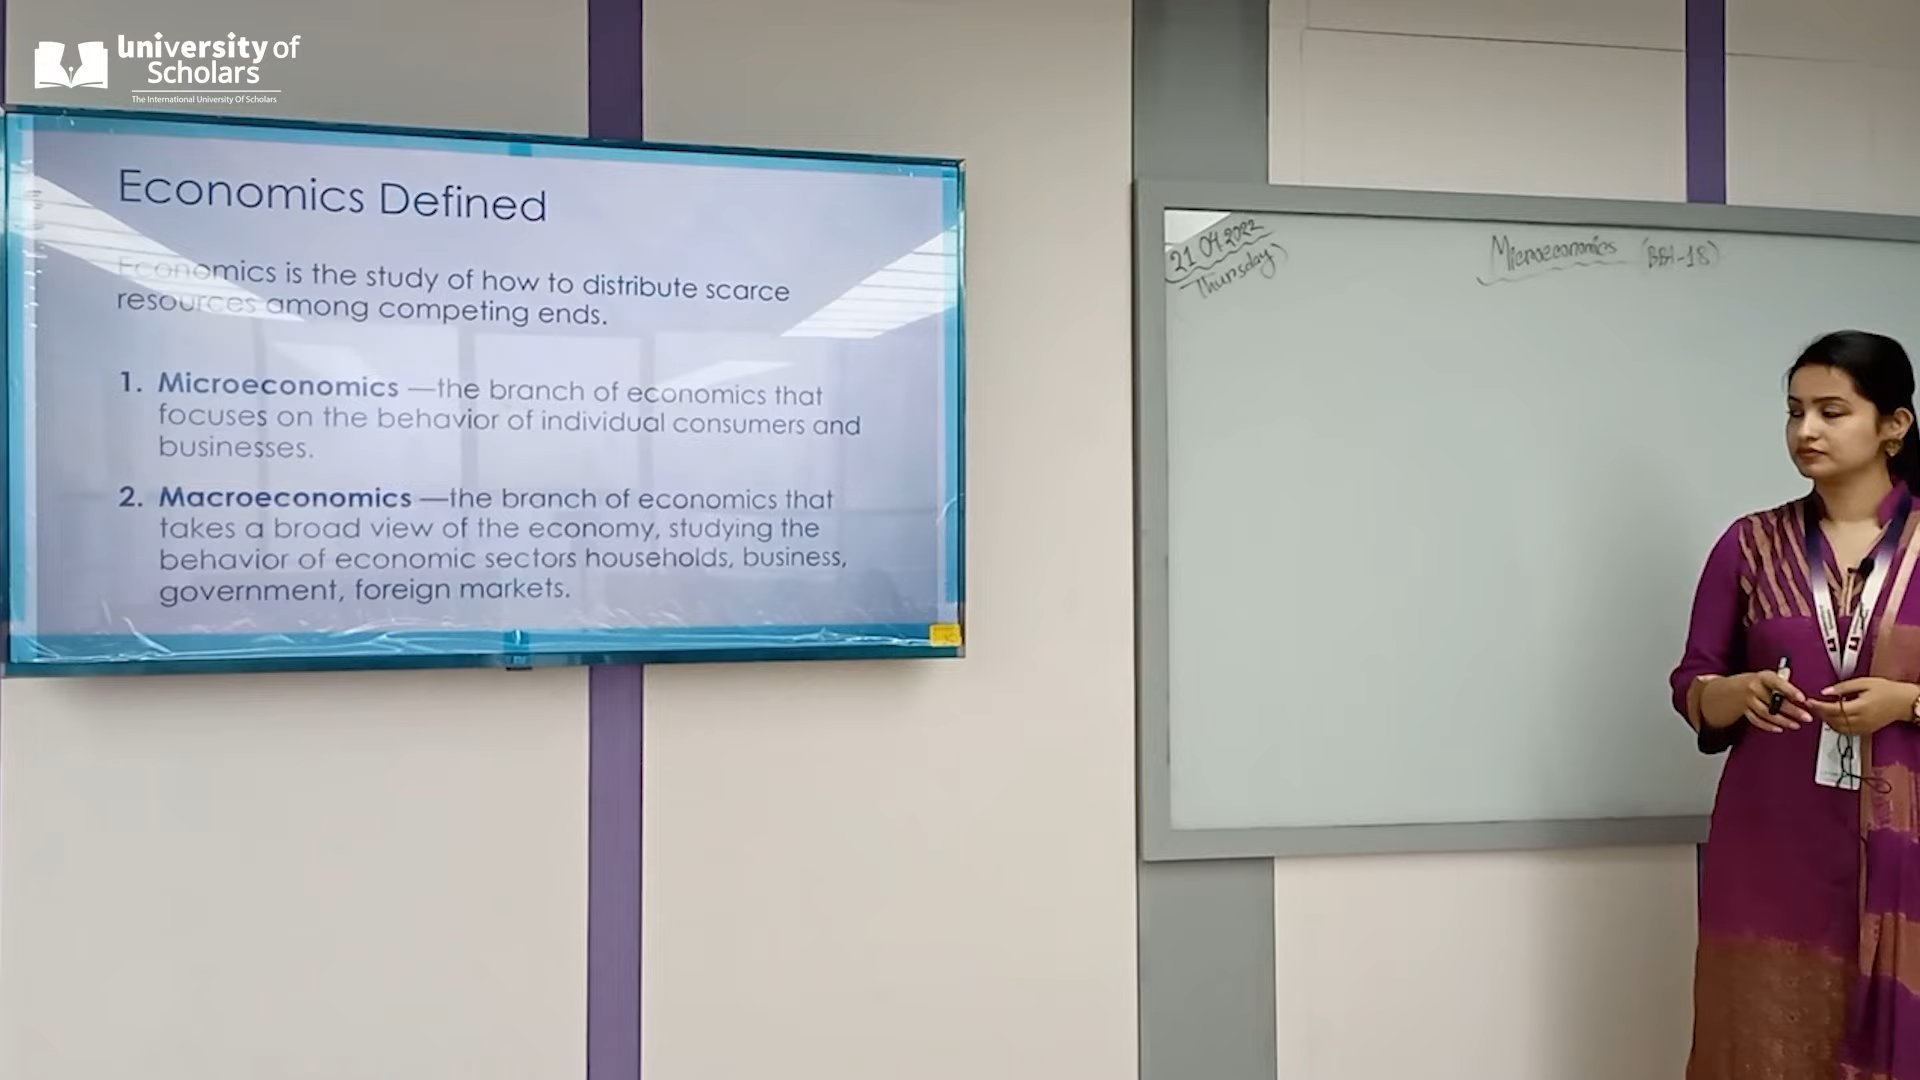 University of
Scholars
The International University Of Scholars
Economics Defined
Economics is the study of how to distribute scarce
resources among competing ends.
1. Microeconomics —the branch of economics that
focuses on the behavior of individual consumers and
businesses.
2. Macroeconomics —the branch of economics that
takes a broad view of the economy, studying the
behavior of economic sectors households, business,
government, foreign markets.
21.04.2022
(Thursday)
Microeconomics (BBA-18)